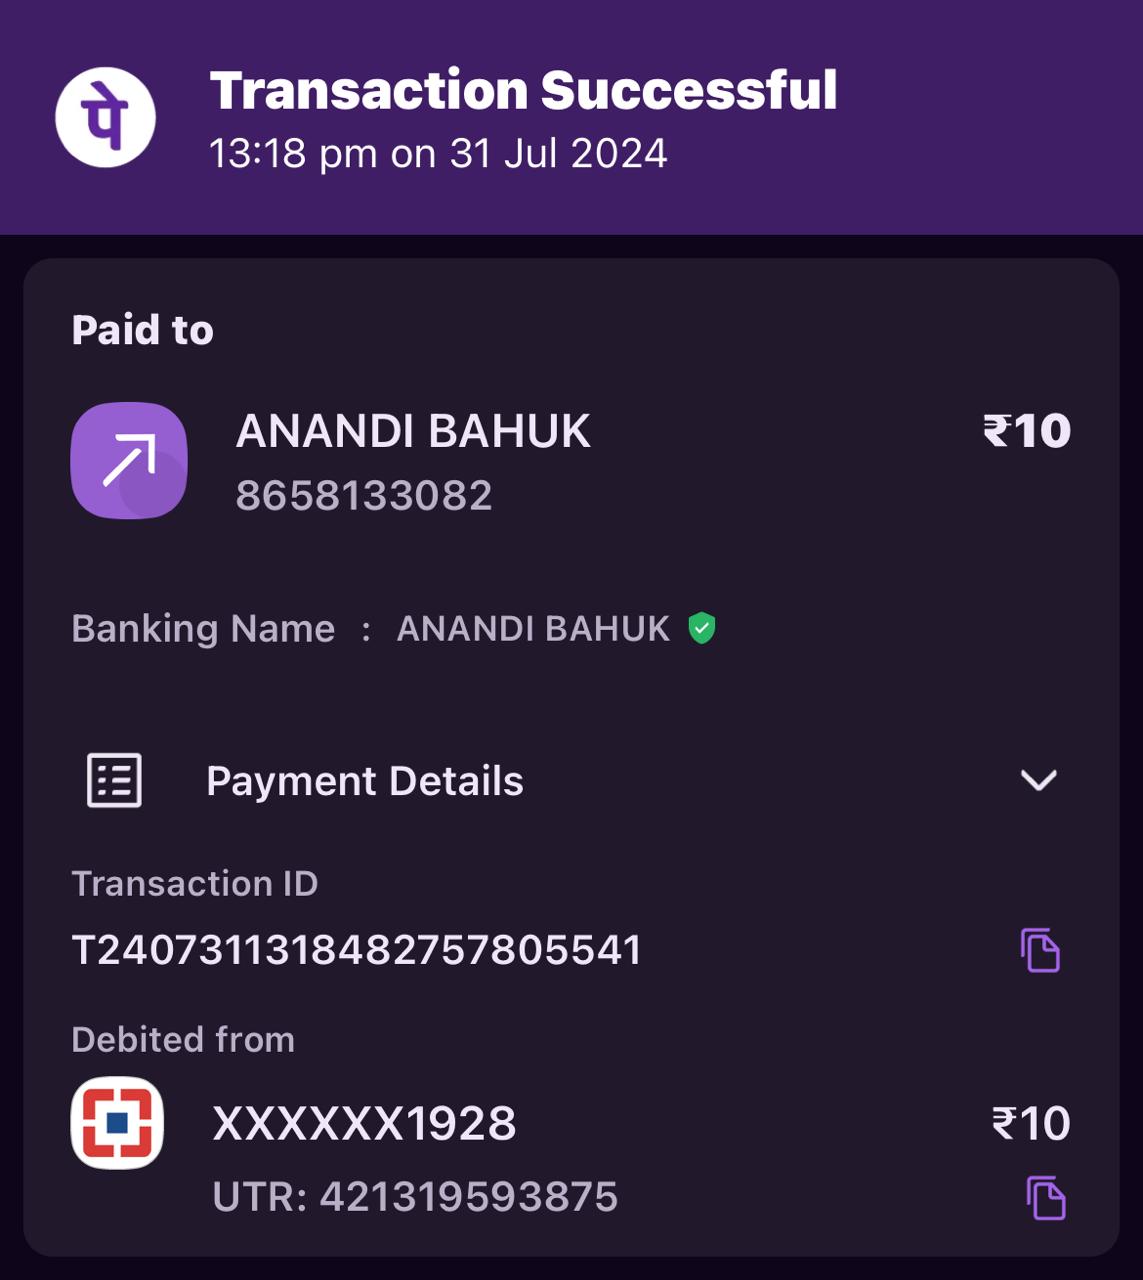 पे
Transaction Successful
13:18 pm on 31 Jul 2024
Paid to
ANANDI BAHUK
₹10
8658133082
Banking Name : ANANDI BAHUK
Payment Details
Transaction ID
T2407311318482757805541
Debited from
XXXXXX1928
₹10
UTR: 421319593875